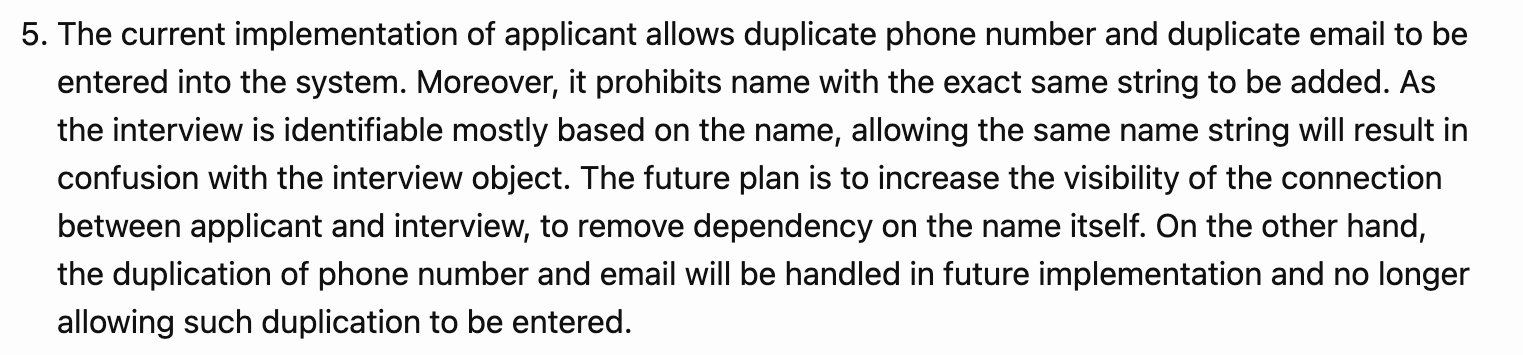 5. The current implementation of applicant allows duplicate phone number and duplicate email to be
entered into the system. Moreover, it prohibits name with the exact same string to be added. As
the interview is identifiable mostly based on the name, allowing the same name string will result in
confusion with the interview object. The future plan is to increase the visibility of the connection
between applicant and interview, to remove dependency on the name itself. On the other hand,
the duplication of phone number and email will be handled in future implementation and no longer
allowing such duplication to be entered.